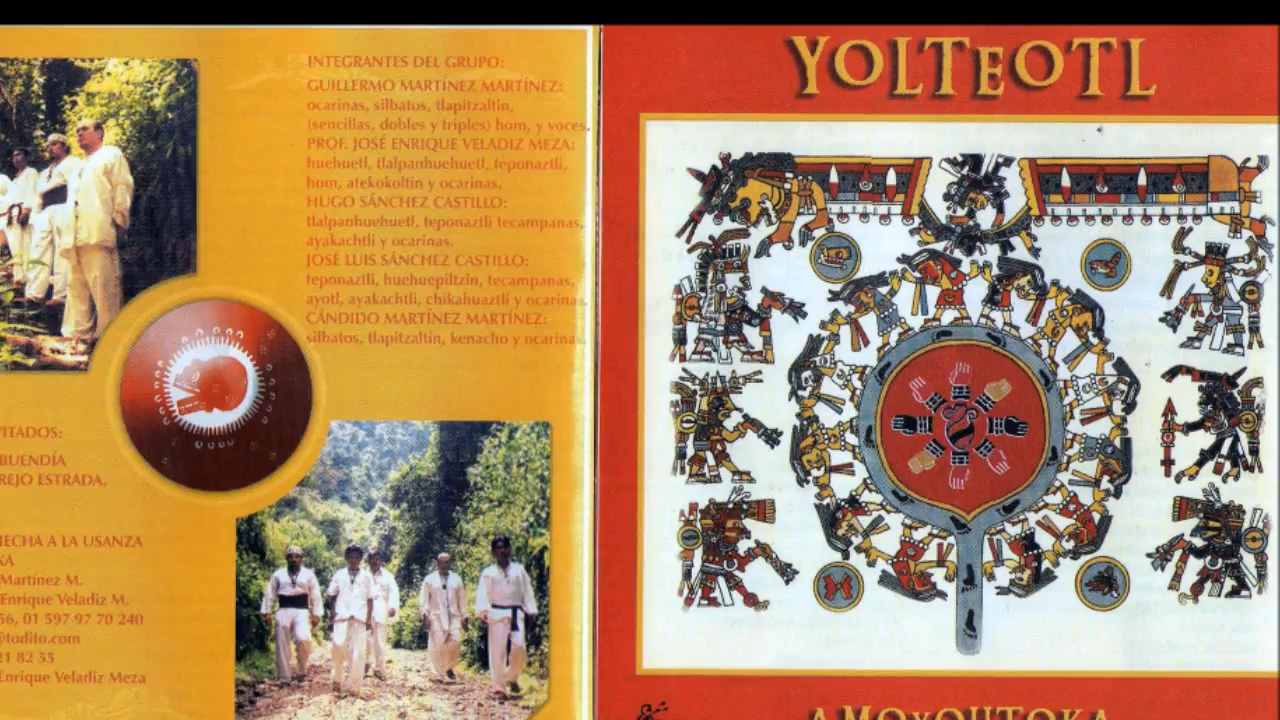 INTEGRANTES DEL GRUPO:
GUILLERMO MARTÍNEZ MARTÍNEZ:
ocarinas, silbatos, tlapitzaltin,
(sencillas, dobles y triples) hom, y voces.
PROF. JOSÉ ENRIQUE VELADIZ MEZA:
huehuetl, tlalpanhuehuetl, teponaztli,
hom, atekokoltin y ocarinas.
HUGO SÁNCHEZ CASTILLO:
tlalpanhuehuetl, teponaztli tecampanas,
ayakachtli y ocarinas.
JOSÉ LUIS SÁNCHEZ CASTILLO:
teponaztli, huehuepiltzin, tecampanas,
ayotl, ayakachtli, chikahuaztli y ocarinas.
CÁNDIDO MARTÍNEZ MARTÍNEZ:
silbatos, tlapitzaltin, kenacho y ocarina
VITADOS:
BUENDÍA
REJO ESTRADA.
HECHA A LA USANZA
KA
Martínez M.
Enrique Veladiz M.
56, 01 597 97 70 240
@todito.com
21 82 55
Enrique Veladiz Meza
YOLTEOTL
AMOYOHTOKA